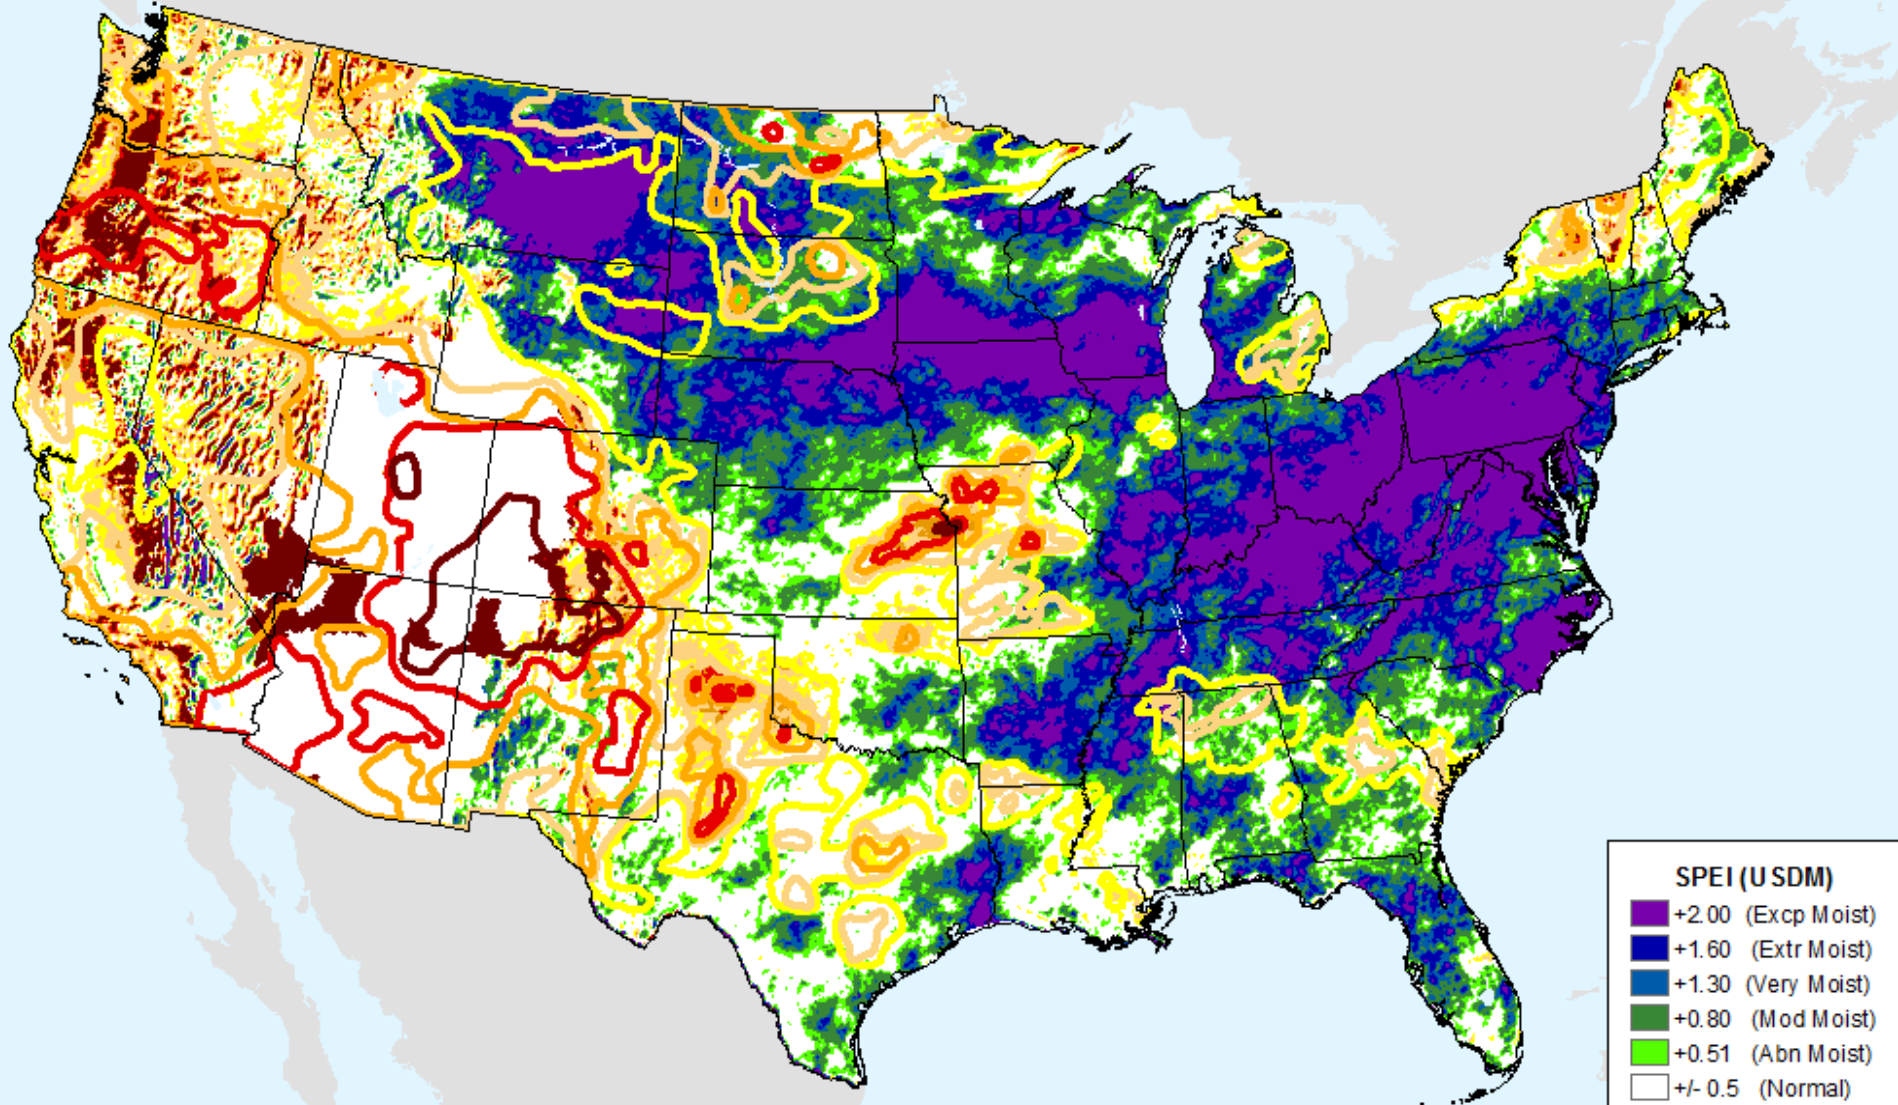 SPEI (USDM)
+2.00 (Excp Moist)
+1.60 (Extr Moist)
+1.30 (Very Moist)
+0.80 (Mod Moist)
+0.51 (Abn Moist)
+/- 0.5 (Normal)